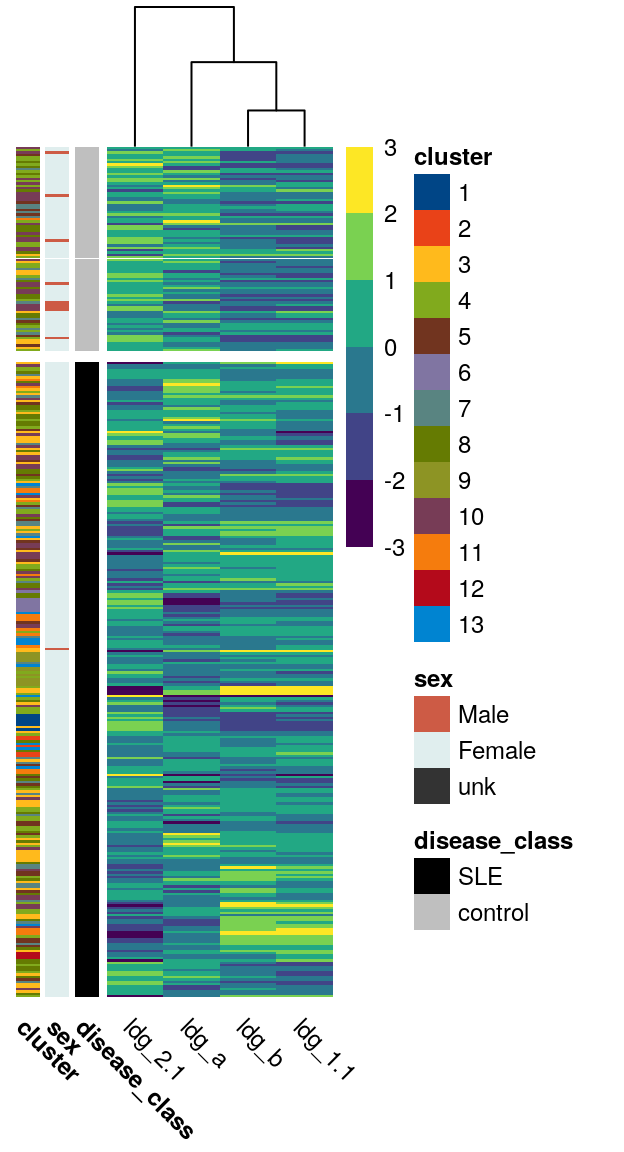 3
2
1
0
-1
-2
-3
cluster
1
2
3
4
5
6
7
8
9
10
11
12
13
sex
Male
Female
unk
disease_class
SLE
control
cluster
sex
disease_class
ldg_2.1
ldg_a
ldg_b
ldg_1.1